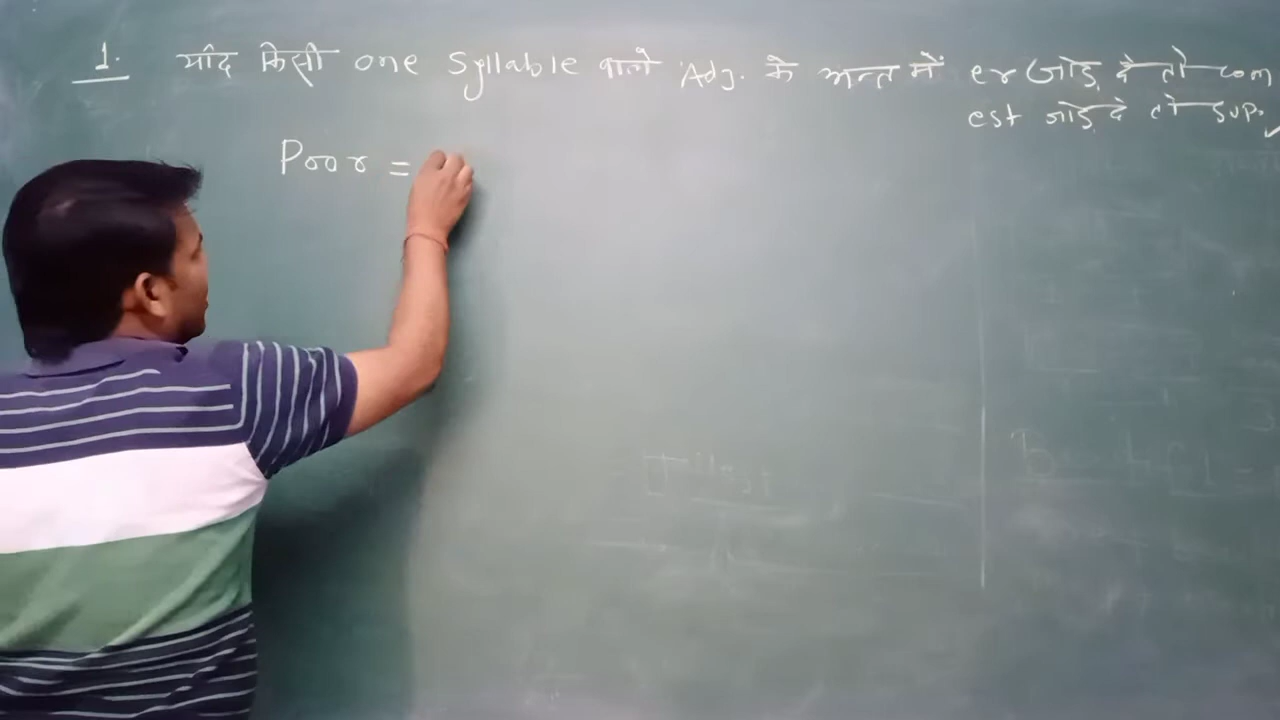 1. यदि किसी one Syllable वाले Adj. के अन्त में er जोड़ दे तो com
est जोड़ दे तो sup.
Poor =